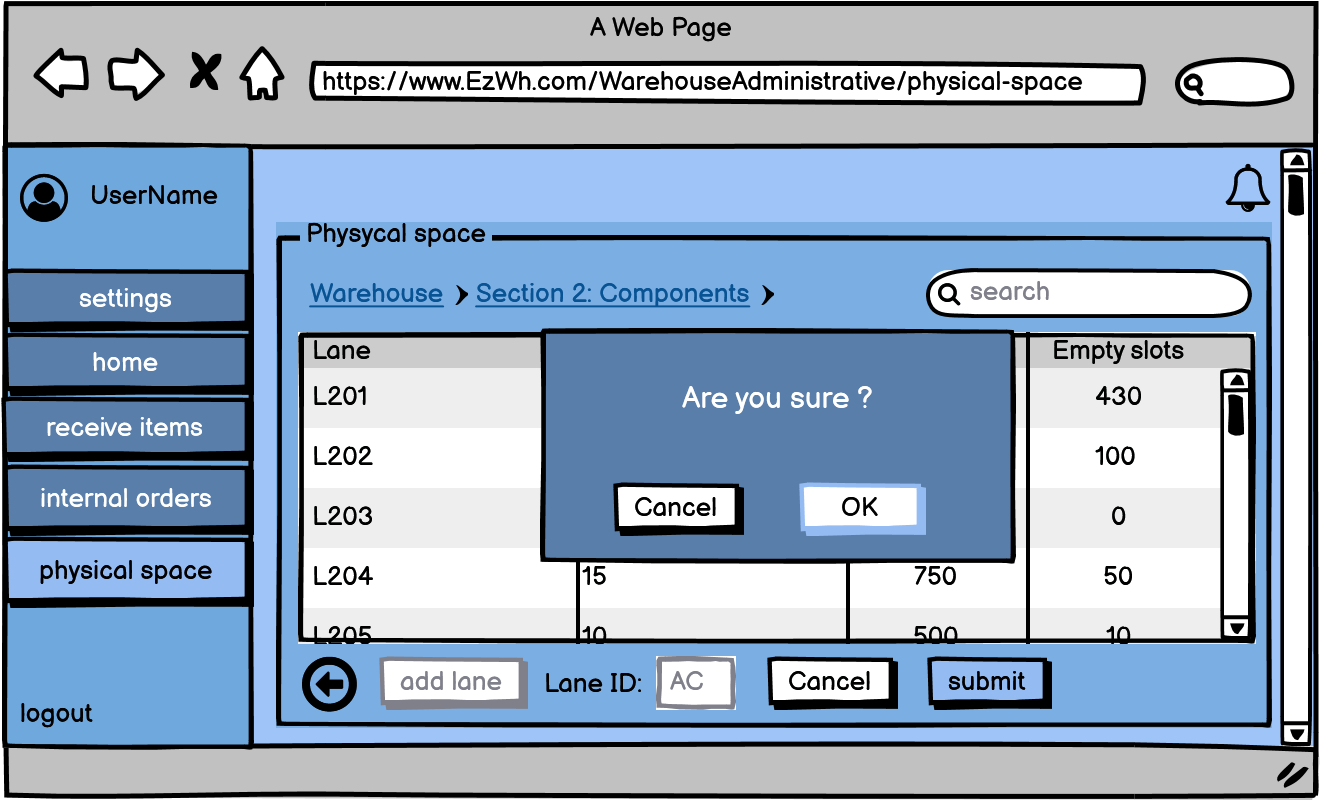 A Web Page
https://www.EzWh.com/WarehouseAdministrative/physical-space
UserName
settings
home
receive items
internal orders
physical space
logout
Physycal space
Warehouse Section 2: Components
search
Lane Empty slots
L201 430
L202 100
L203 0
L204 15 750 50
L205 10 500 10
Are you sure ?
Cancel OK
add lane Lane ID: AC Cancel submit